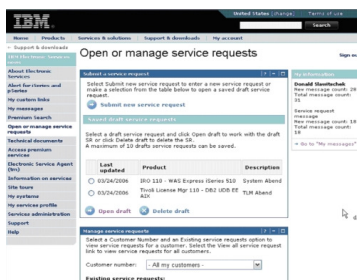 United States [change]
Terms of use
IBM
Search
Home
Products
Services & solutions
Support & downloads
My account
Support & downloads
Open or manage service requests
About Electronic
Services
My custom links
My messages
Premium Search
Open or manage service
requests
Technical documents
Access premium
services
Electronic Service Agent
Information on services
Site tours
My systems
My services profile
Services administration
Support
Help
Submit a service request
Select Submit new service request to enter a new service request or
make a selection from the table below to open a saved draft service
request.
Submit new service request
Saved draft service requests
Select a draft service request and click Open draft to work with the draft
SR or click Delete draft to delete the SR.
A maximum of 10 drafts service requests can be saved.
Last
updated
Product
Description
03/24/2006
IRO 110 - WAS Express iSeries 510
System Abend
03/24/2006
Tivoli License Mgr 110 - DB2 UDB EE
AIX
TLM Abend
Open draft
Delete draft
Manage service requests
Select a Customer Number and an Existing service requests option to
view service requests for a customer. Select the View all service request
link to view service requests for all customers.
Customer number:
- All my customers -
Existing service requests:
My information
Donald
New message count: 29
Total message count:
31
Service request
message
New message count: 18
Total message count:
19
Go to "My messages"